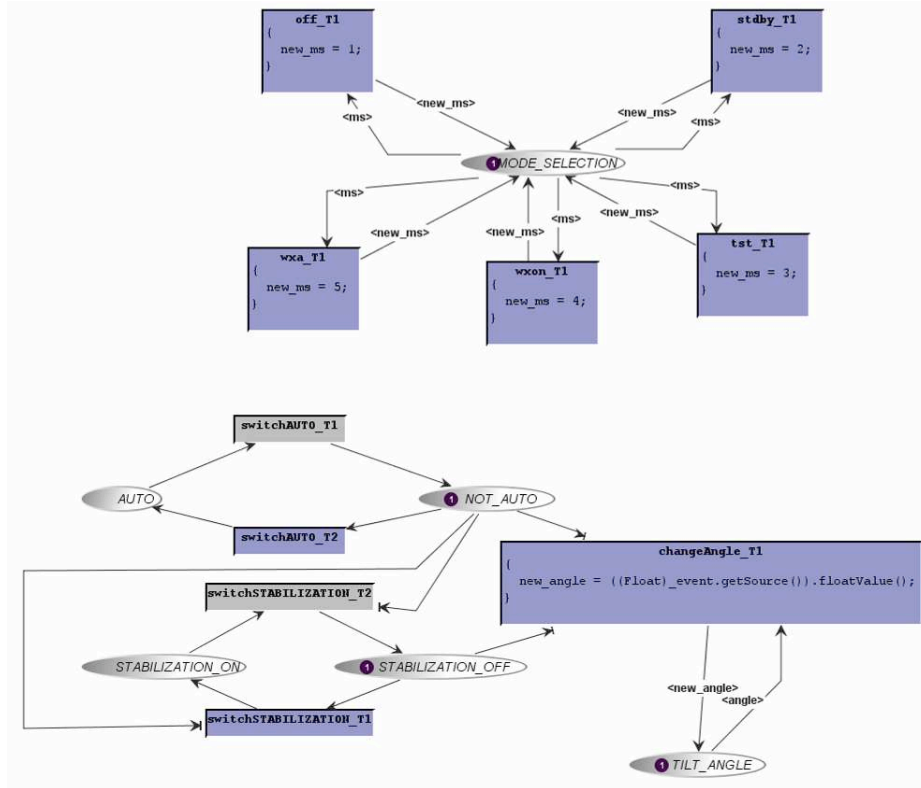 off_T1
{
new_ms = 1;
}
stdby_T1
{
new_ms = 2;
}
<new_ms>
<ms>
<new_ms>
<ms>
1 MODE_SELECTION
<ms>
<new_ms>
<new_ms>
<ms>
<new_ms>
<ms>
wxa_T1
{
new_ms = 5;
}
wxon_T1
{
new_ms = 4;
}
tst_T1
{
new_ms = 3;
}
switchAUTO_T1
AUTO
1 NOT_AUTO
switchAUTO_T2
changeAngle_T1
{
new_angle = ((Float)_event.getSource()).floatValue();
}
switchSTABILIZATION_T2
STABILIZATION_ON
1 STABILIZATION_OFF
switchSTABILIZATION_T1
<new_angle>
<angle>
1 TILT_ANGLE